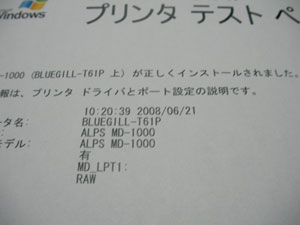 Windows
プリンタ テスト ペ
-1000 (BLUEGILL-T61P 上) が正しくインストールされました。
報は、プリンタ ドライバとポート設定の説明です。
10:20:39 2008/06/21
ータ名: BLUEGILL-T61P
: ALPS MD-1000
モデル: ALPS MD-1000
有
MD_LPT1:
RAW